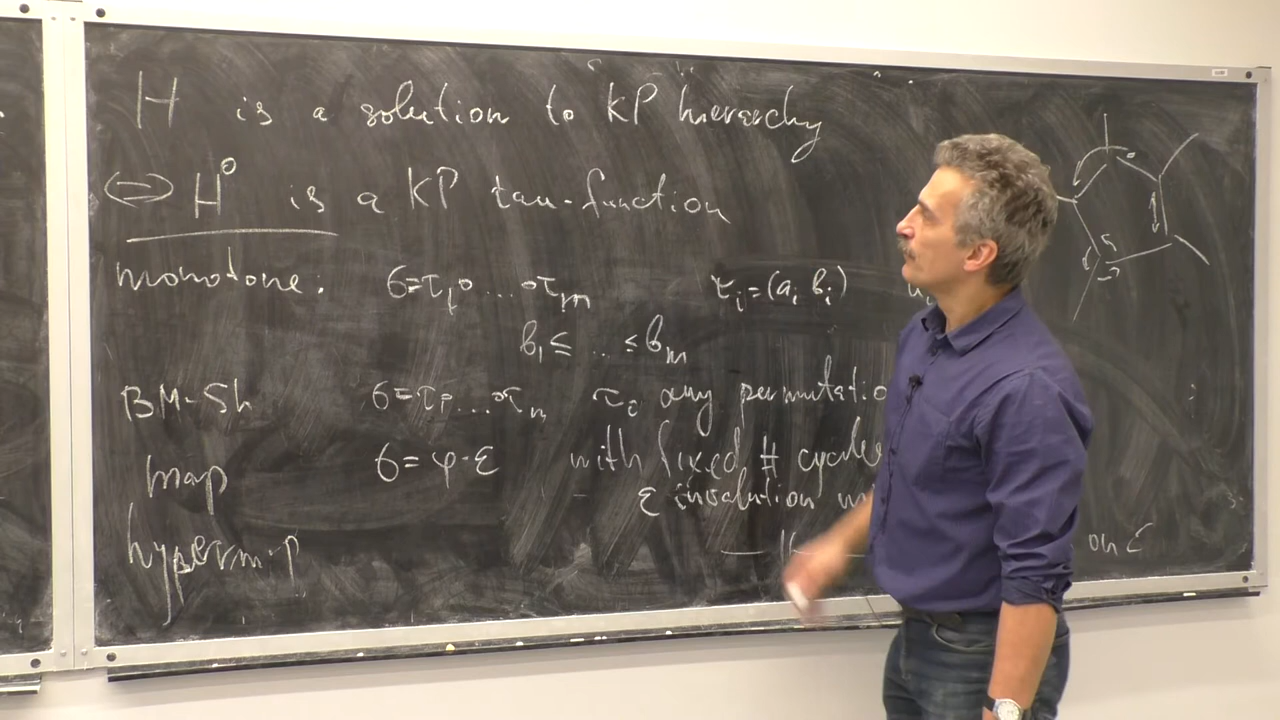 H is a solution to KP hierarchy
⇔ H° is a KP tau-function
monotone: σ=τ₁∘...∘τₘ τᵢ=(aᵢ bᵢ)
b₁≤...≤bₘ
BM-Sh σ=τ₁...∘τₘ τᵢ any permutatio
map σ=φ·ε with fixed # cycles
ε involution
hypermap on ε